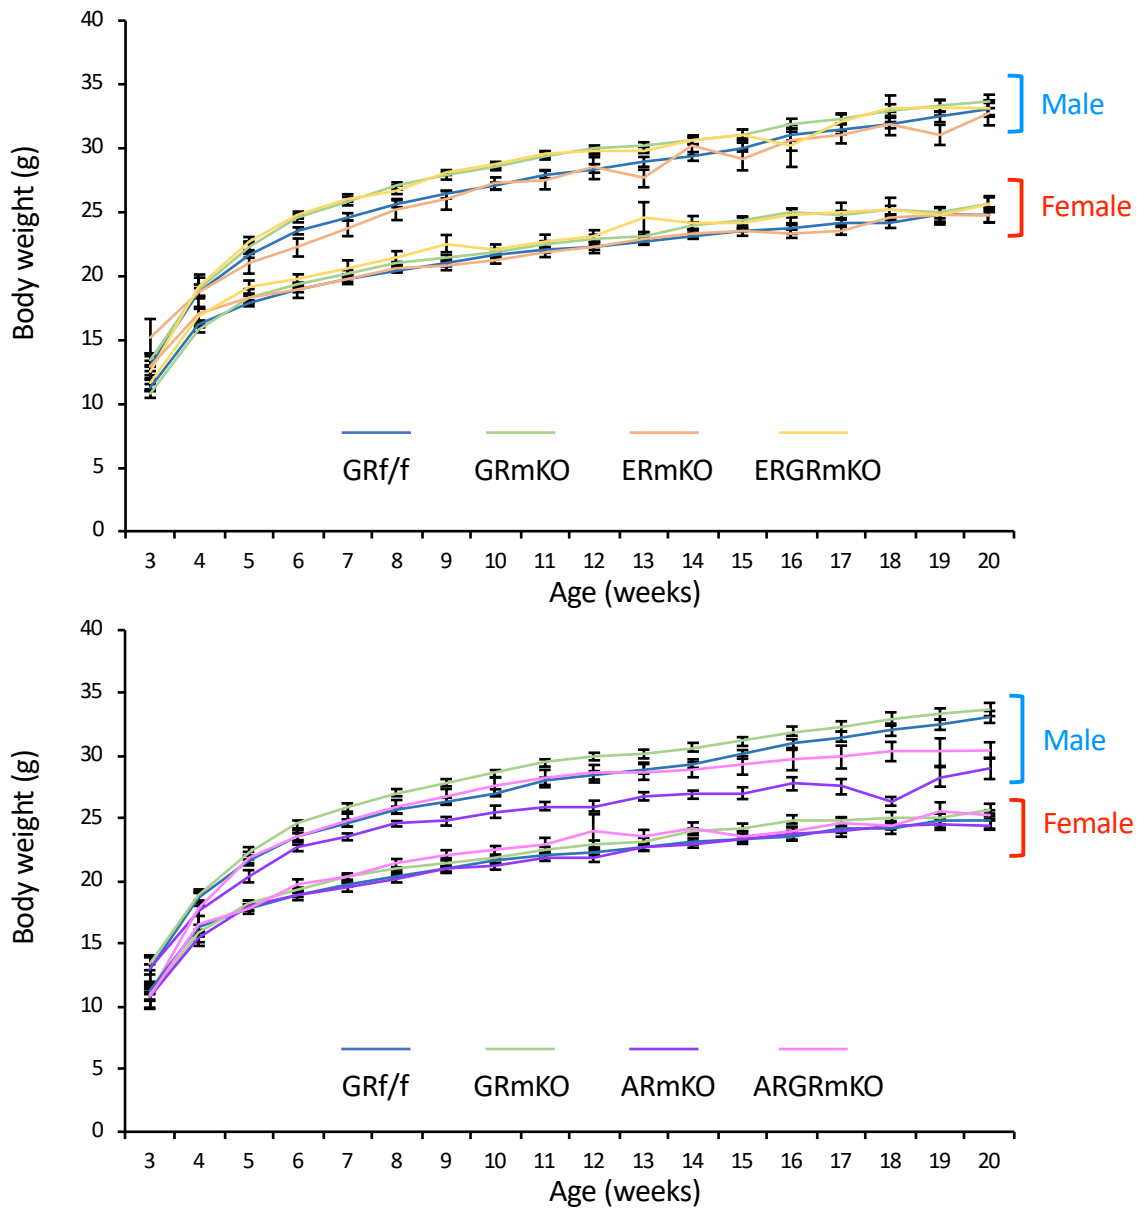 40
35
30
25
20
15
10
5
0
Body weight (g)
Male
Female
GRf/f GRmKO ERmKO ERGRmKO
3 4 5 6 7 8 9 10 11 12 13 14 15 16 17 18 19 20
Age (weeks)
40
35
30
25
20
15
10
5
0
Body weight (g)
Male
Female
GRf/f GRmKO ARmKO ARGRmKO
3 4 5 6 7 8 9 10 11 12 13 14 15 16 17 18 19 20
Age (weeks)